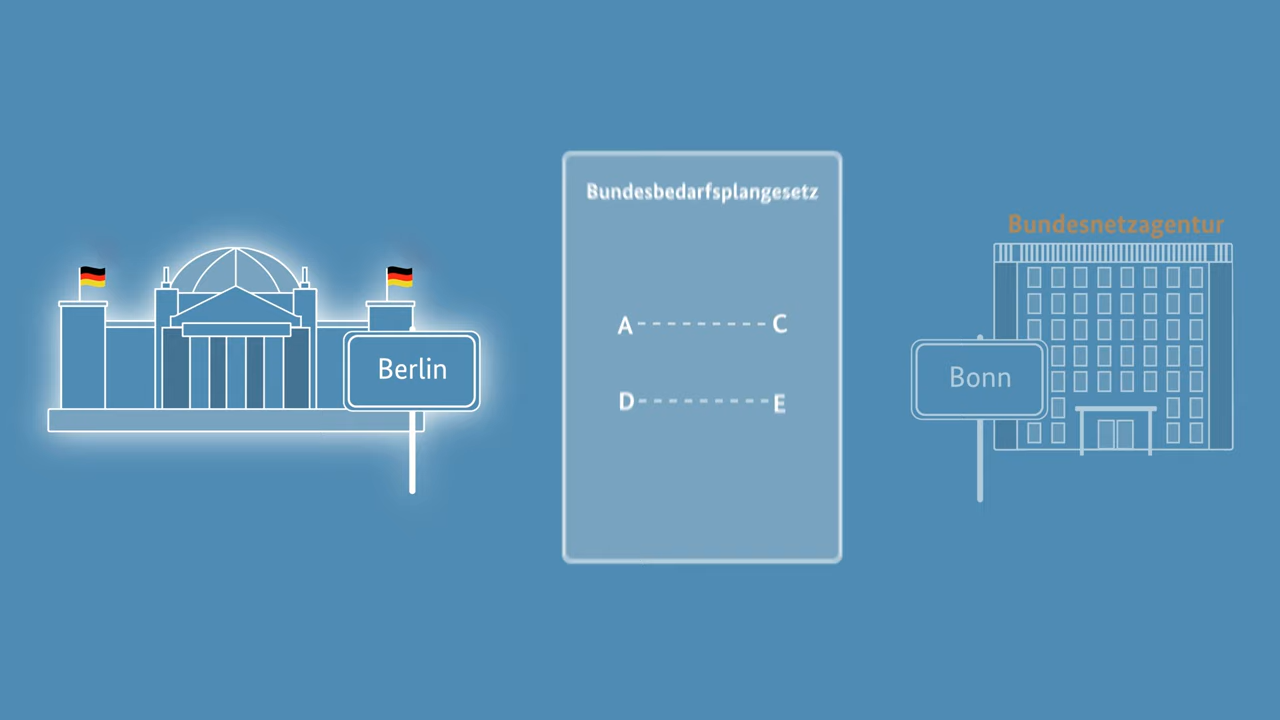 Bundesbedarfsplangesetz
Bundesnetzagentur
A---------C
Berlin
Bonn
D---------E